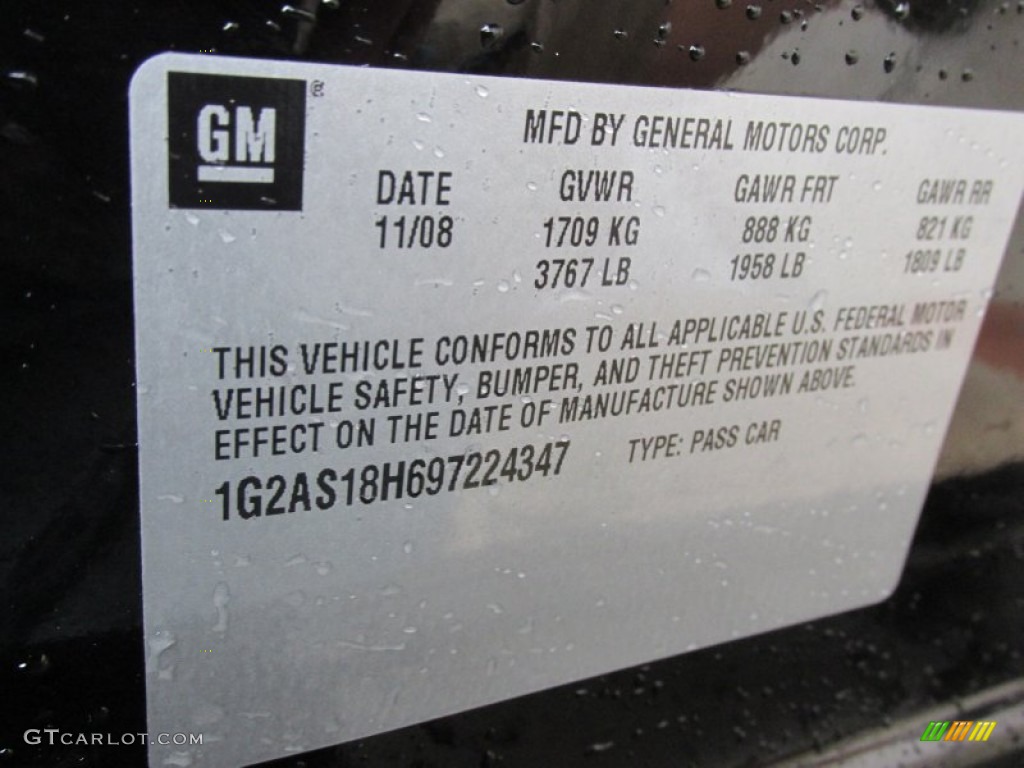 GM®
MFD BY GENERAL MOTORS CORP.
DATE GVWR GAWR FRT GAWR RR
11/08 1709 KG 888 KG 821 KG
3767 LB 1958 LB 1809 LB
THIS VEHICLE CONFORMS TO ALL APPLICABLE U.S. FEDERAL MOTOR
VEHICLE SAFETY, BUMPER, AND THEFT PREVENTION STANDARDS IN
EFFECT ON THE DATE OF MANUFACTURE SHOWN ABOVE.
1G2AS18H697224347 TYPE: PASS CAR
GTCARLOT.COM